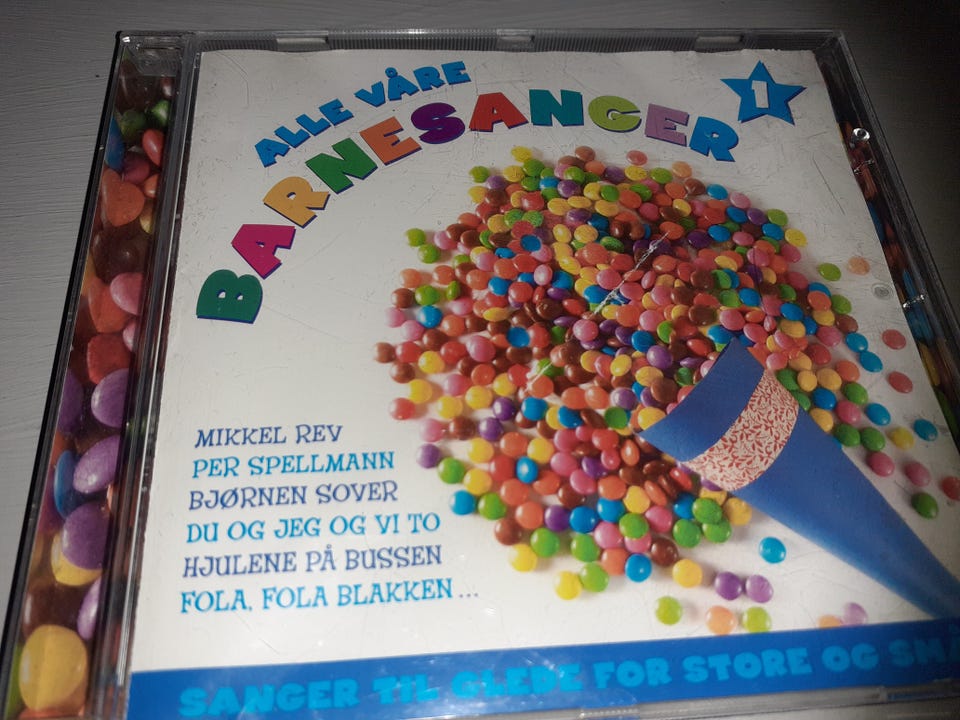 ALLE VÅRE
BARNESANGER
1
MIKKEL REV
PER SPELLMANN
BJØRNEN SOVER
DU OG JEG OG VI TO
HJULENE PÅ BUSSEN
FOLA, FOLA BLAKKEN...
SANGER TIL GLEDE FOR STORE OG SMÅ